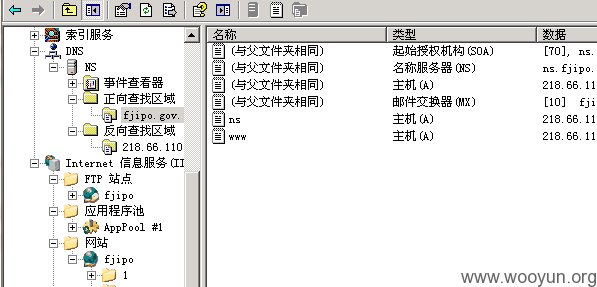 索引服务
DNS
NS
事件查看器
正向查找区域
fjipo.gov.
反向查找区域
218.66.110
Internet 信息服务(II
FTP 站点
fjipo
应用程序池
AppPool #1
网站
fjipo
1
名称 类型 数据
(与父文件夹相同) 起始授权机构(SOA) [70], ns.
(与父文件夹相同) 名称服务器(NS) ns.fjipo.
(与父文件夹相同) 主机(A) 218.66.110
(与父文件夹相同) 邮件交换器(MX) [10] fji
ns 主机(A) 218.66.11
www 主机(A) 218.66.11
www.wooyun.org